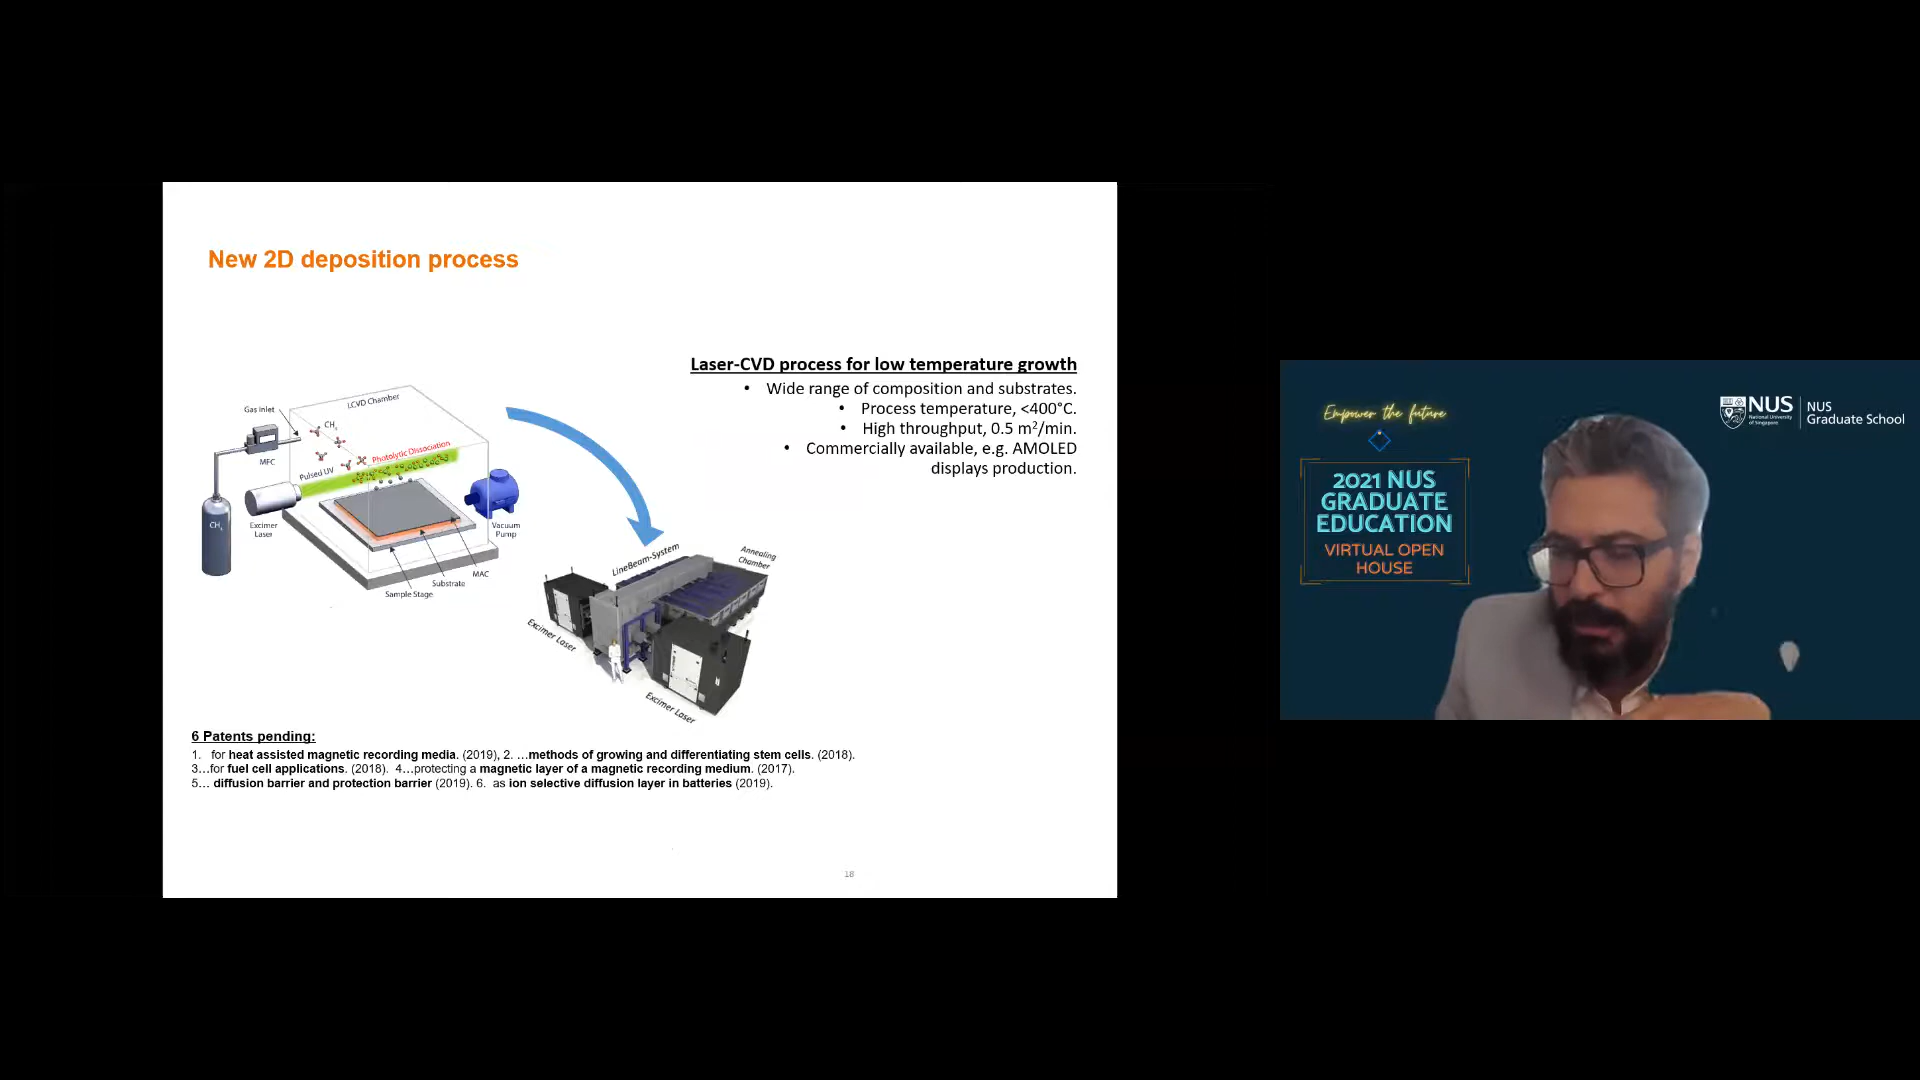 New 2D deposition process
Laser-CVD process for low temperature growth
• Wide range of composition and substrates.
• Process temperature, <400°C.
• High throughput, 0.5 m²/min.
• Commercially available, e.g. AMOLED
displays production.
Gas Inlet
LCVD Chamber
CH₄
MFC
Photolytic Dissociation
Pulsed UV
CH₄
Excimer
Laser
Vacuum
Pump
MAC
Substrate
Sample Stage
LineBeam-System
Annealing
Chamber
Excimer Laser
Excimer Laser
6 Patents pending:
1. for heat assisted magnetic recording media. (2019), 2. …methods of growing and differentiating stem cells. (2018).
3…for fuel cell applications. (2018). 4…protecting a magnetic layer of a magnetic recording medium. (2017).
5… diffusion barrier and protection barrier (2019). 6. as ion selective diffusion layer in batteries (2019).
18
Empower the future
2021 NUS
GRADUATE
EDUCATION
VIRTUAL OPEN
HOUSE
NUS
National University
of Singapore
NUS
Graduate School